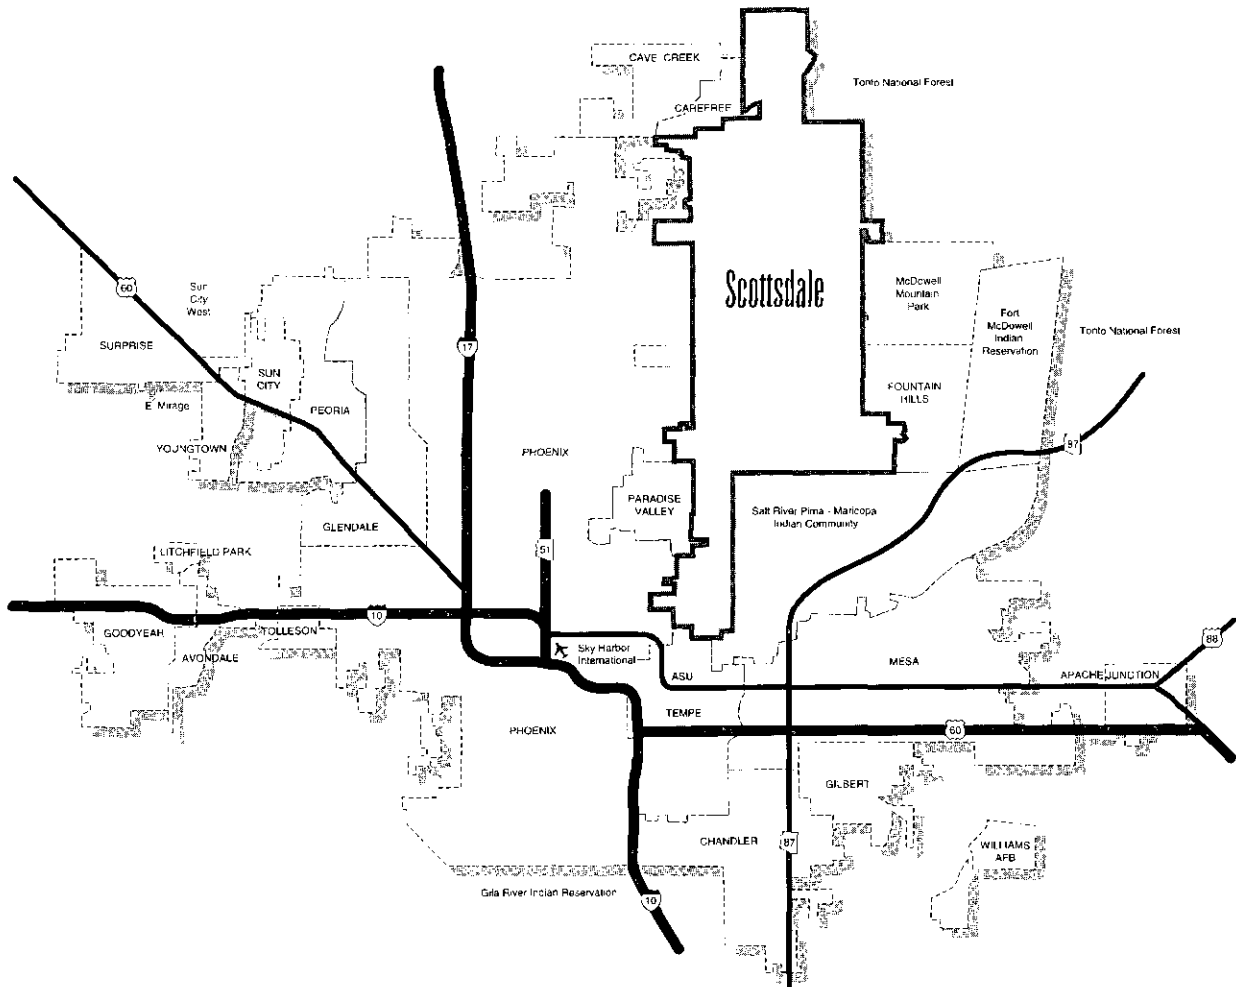 CAVE CREEK
Tonto National Forest
CAREFREE
60
Sun
City
West
Scottsdale
McDowell
Mountain
Park
Fort
McDowell
Indian
Reservation
Tonto National Forest
SURPRISE
17
SUN
CITY
FOUNTAIN
HILLS
E. Mirage
PEORIA
YOUNGTOWN
87
PHOENIX
PARADISE
VALLEY
Salt River Pima - Maricopa
Indian Community
GLENDALE
LITCHFIELD PARK
51
10
GOODYEAR
TOLLESON
AVONDALE
Sky Harbor
International
88
MESA
ASU
APACHE JUNCTION
TEMPE
PHOENIX
60
GILBERT
CHANDLER
87
WILLIAMS
AFB
Gila River Indian Reservation
10